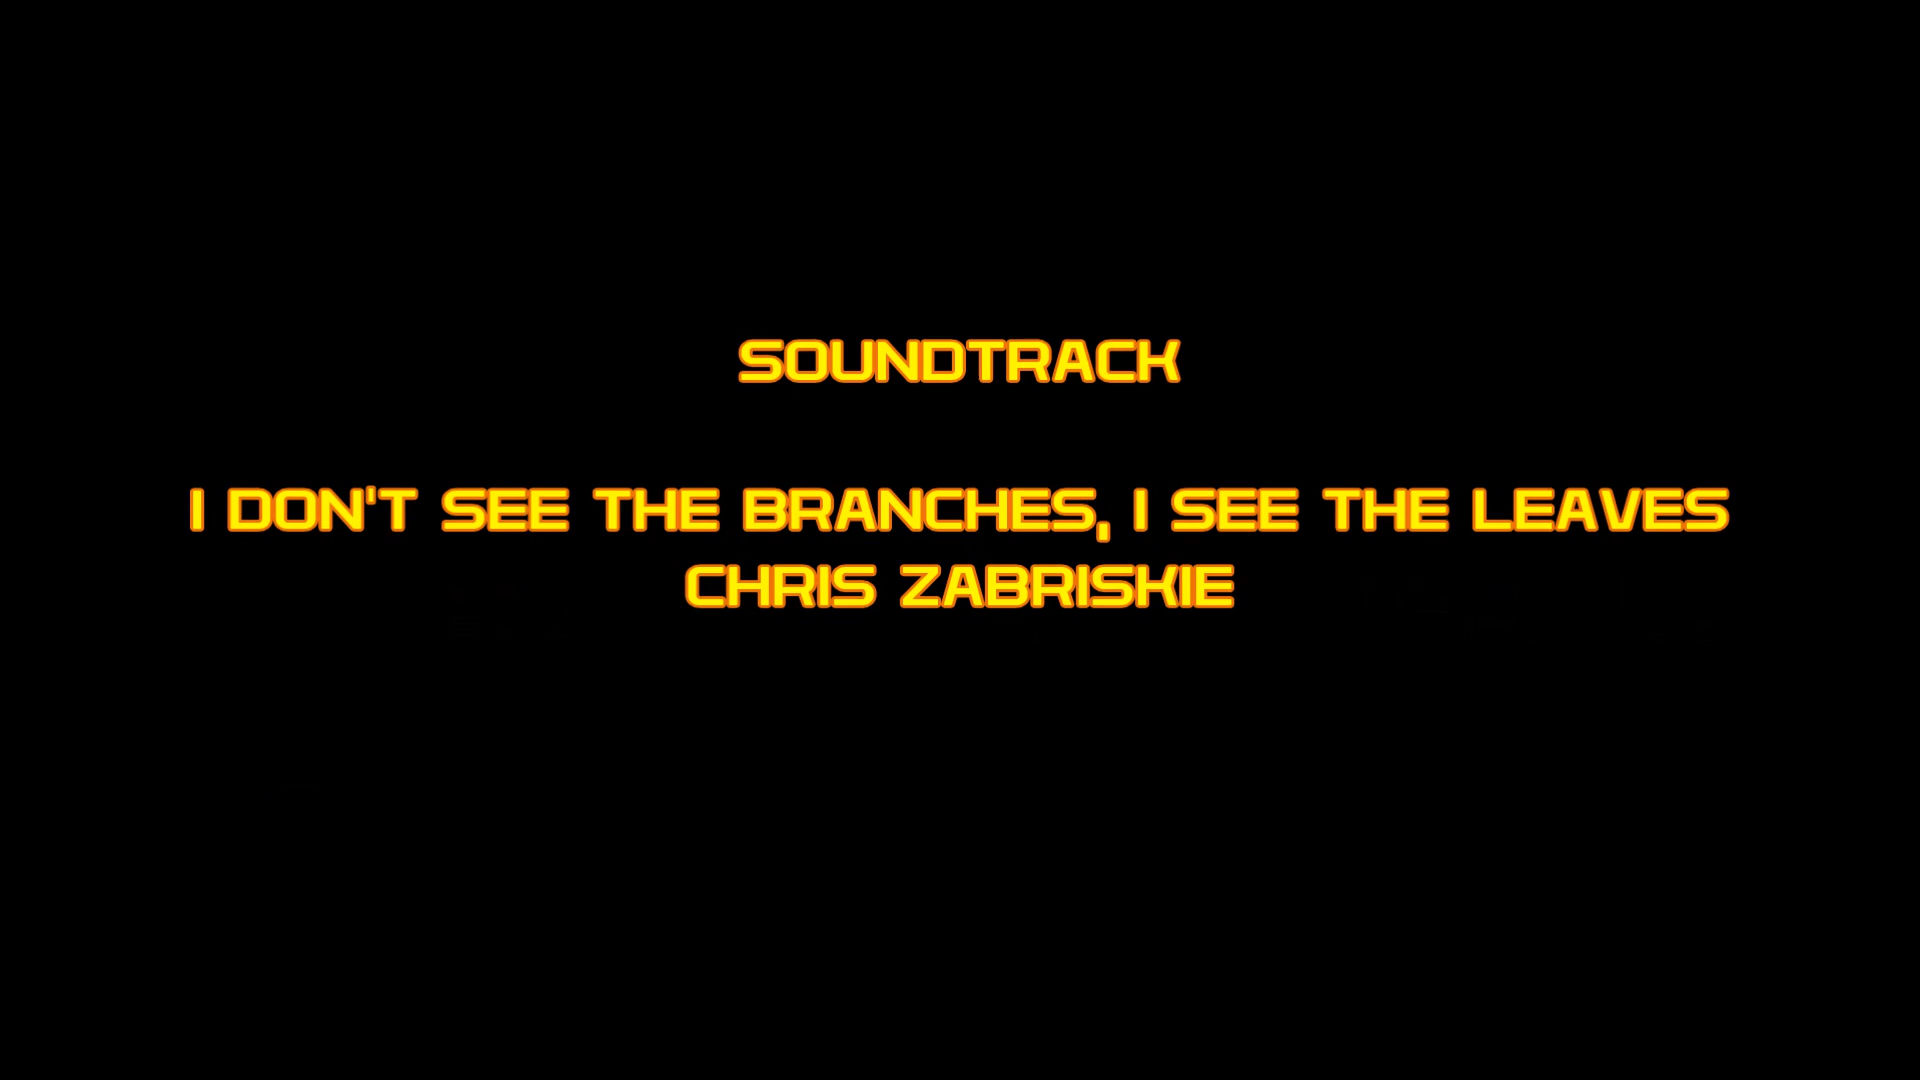 SOUNDTRACK
I DON'T SEE THE BRANCHES, I SEE THE LEAVES
CHRIS ZABRISKIE